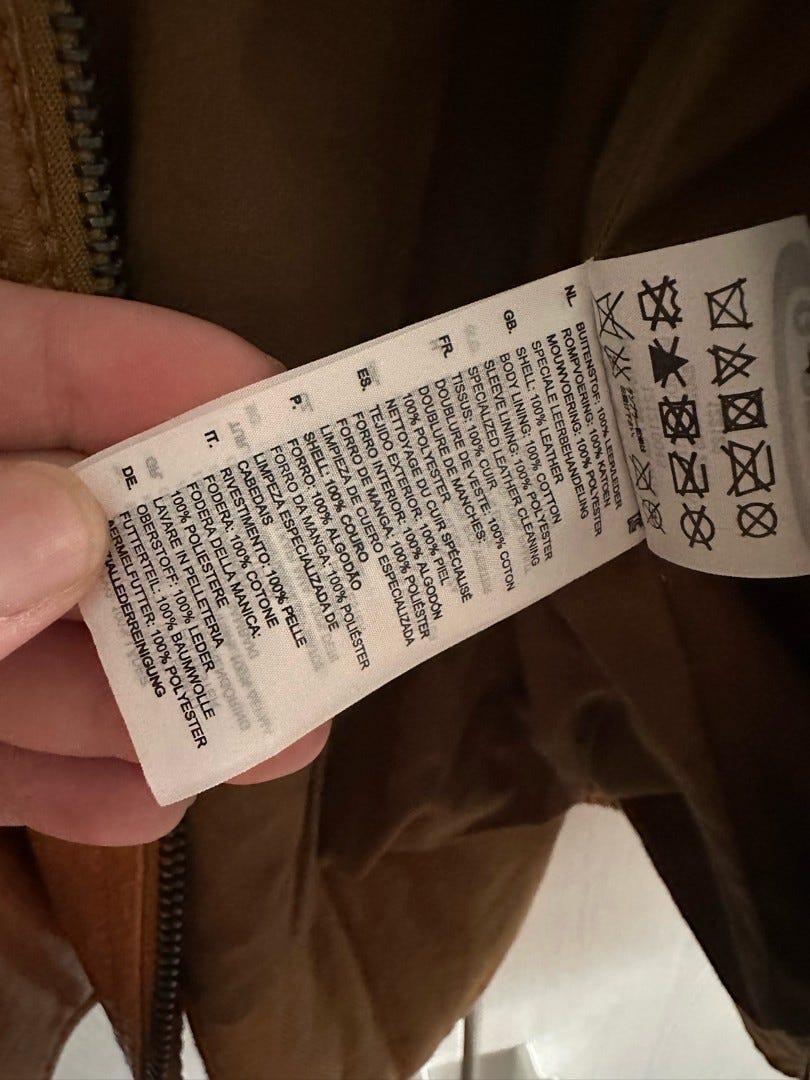 NL.
BUITENSTOF: 100% LEER/LEDER
ROMPVOERING: 100% KATOEN
MOUWVOERING: 100% POLYESTER
SPECIALE LEERBEHANDELING
GB.
SHELL: 100% LEATHER
BODY LINING: 100% COTTON
SLEEVE LINING: 100% POLYESTER
SPECIALIZED LEATHER CLEANING
FR.
TISSUS: 100% CUIR
DOUBLURE DE VESTE: 100% COTON
DOUBLURE DE MANCHES:
100% POLYESTER
NETTOYAGE DU CUIR SPÉCIALISÉ
ES.
TEJIDO EXTERIOR: 100% PIEL
FORRO INTERIOR: 100% ALGODÓN
FORRO DE MANGA: 100% POLIÉSTER
LIMPEZA DE CUERO ESPECIALIZADA
P.
SHELL: 100% COURO
FORRO: 100% ALGODÃO
FORRO DA MANGA: 100% POLIÉSTER
LIMPEZA ESPECIALIZADA DE
CABEDAIS
IT.
RIVESTIMENTO: 100% PELLE
FODERA: 100% COTONE
FODERA DELLA MANICA:
100% POLIESTERE
LAVARE IN PELLETERIA
DE.
OBERSTOFF: 100% LEDER
FUTTERTEIL: 100% BAUMWOLLE
100% POLYESTER